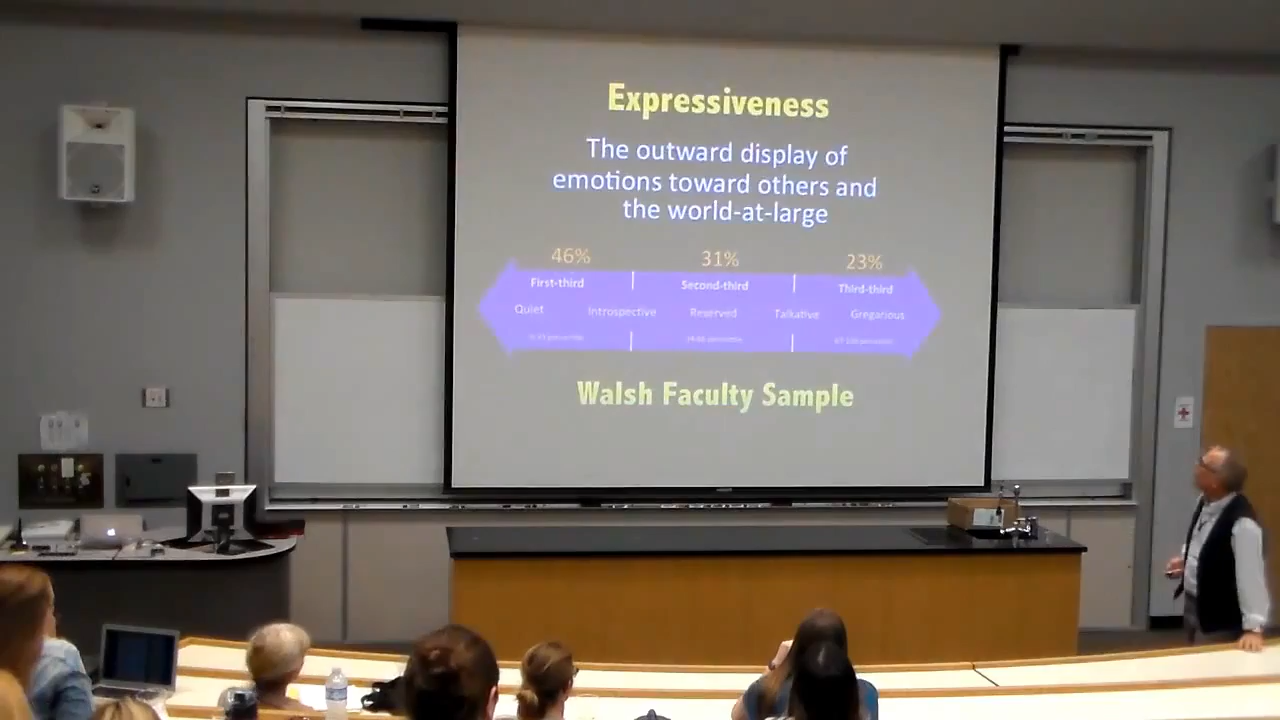 Expressiveness
The outward display of
emotions toward others and
the world-at-large
46% 31% 23%
First-third Second-third Third-third
Quiet Introspective Reserved Talkative Gregarious
Walsh Faculty Sample